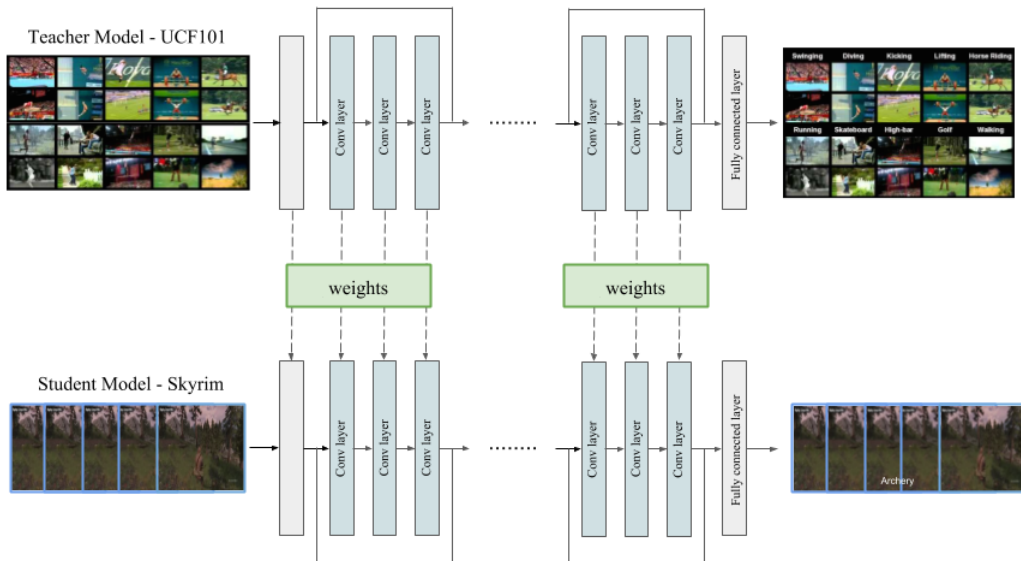 Teacher Model - UCF101
Conv layer
Conv layer
Conv layer
Conv layer
Conv layer
Conv layer
Fully connected layer
Swinging Diving Kicking Lifting Horse Riding
Running Skateboard High-bar Golf Walking
weights
weights
Student Model - Skyrim
Conv layer
Conv layer
Conv layer
Conv layer
Conv layer
Conv layer
Fully connected layer
Archery